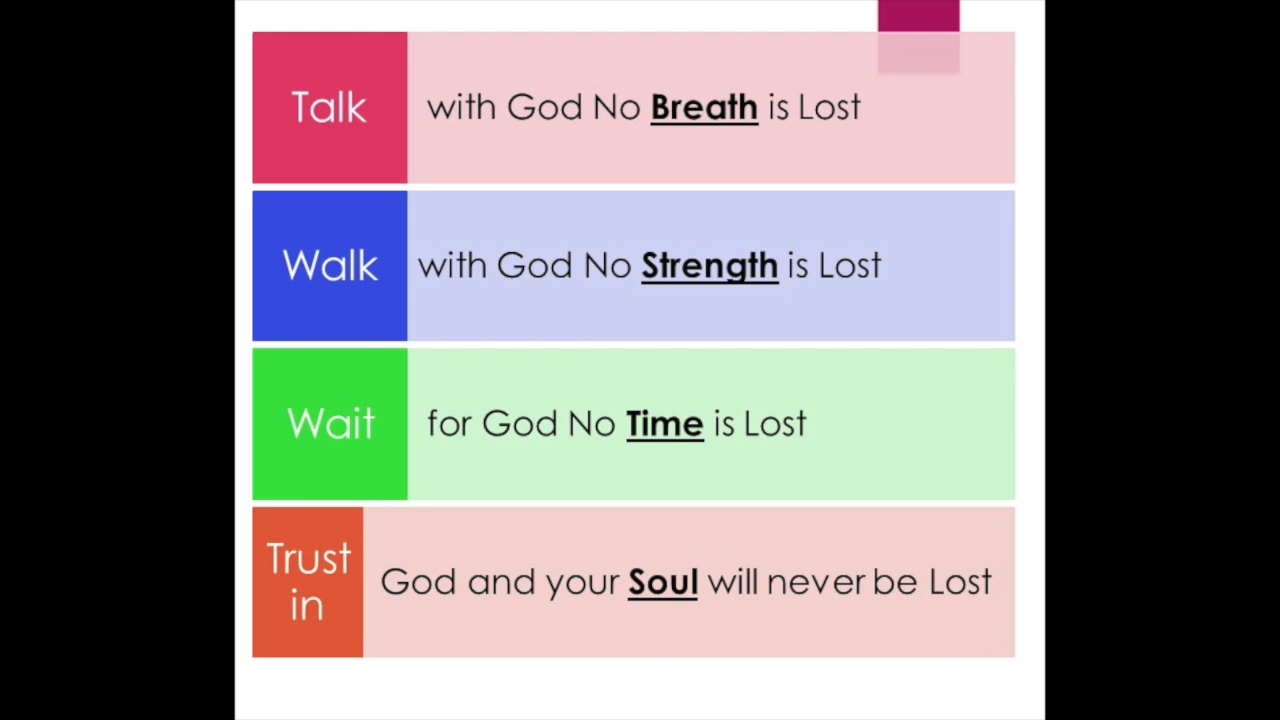 Talk with God No Breath is Lost
Walk with God No Strength is Lost
Wait for God No Time is Lost
Trust
in God and your Soul will never be Lost